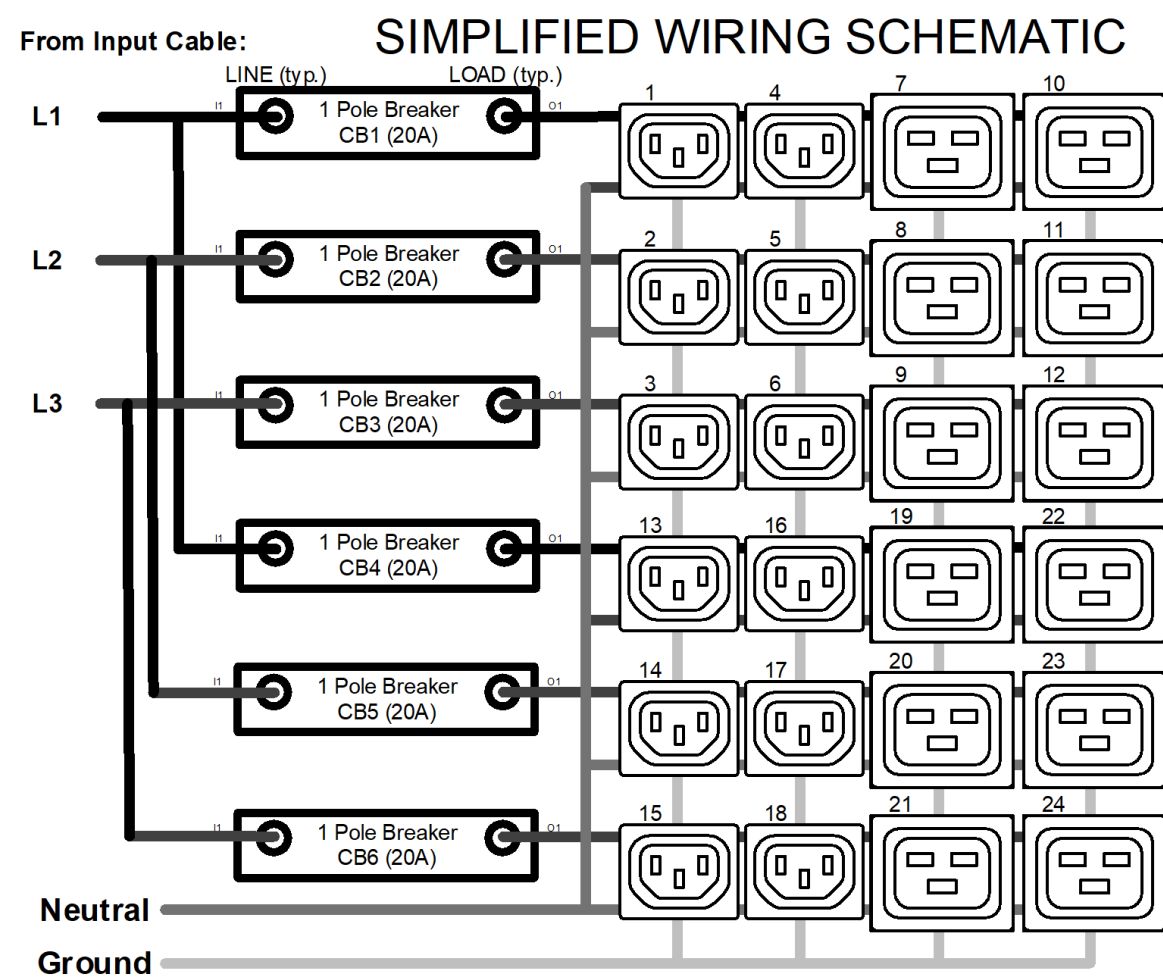 SIMPLIFIED WIRING SCHEMATIC
From Input Cable:
LINE (typ.)
LOAD (typ.)
L1
I1
1 Pole Breaker
CB1 (20A)
O1
1
4
7
10
L2
I1
1 Pole Breaker
CB2 (20A)
O1
2
5
8
11
L3
I1
1 Pole Breaker
CB3 (20A)
O1
3
6
9
12
I1
1 Pole Breaker
CB4 (20A)
O1
13
16
19
22
I1
1 Pole Breaker
CB5 (20A)
O1
14
17
20
23
I1
1 Pole Breaker
CB6 (20A)
O1
15
18
21
24
Neutral
Ground